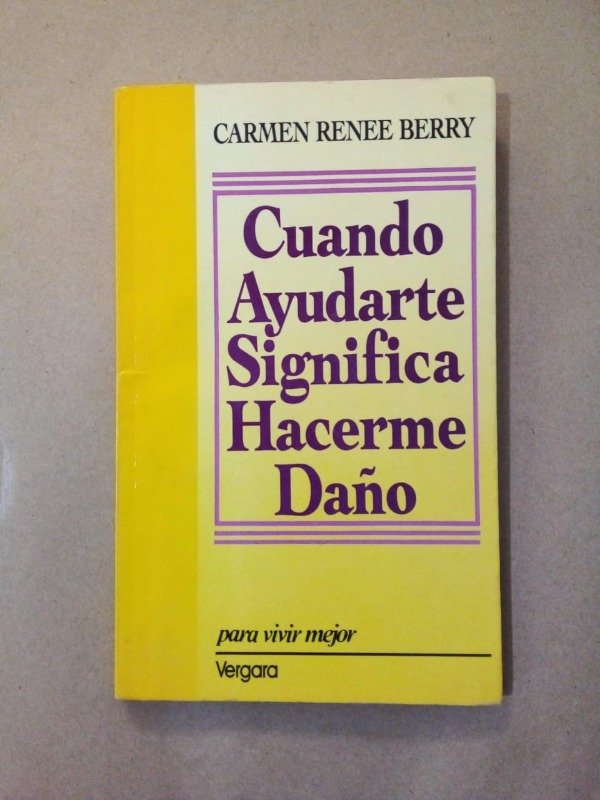 CARMEN RENEE BERRY
Cuando
Ayudarte
Significa
Hacerme
Daño
para vivir mejor
Vergara